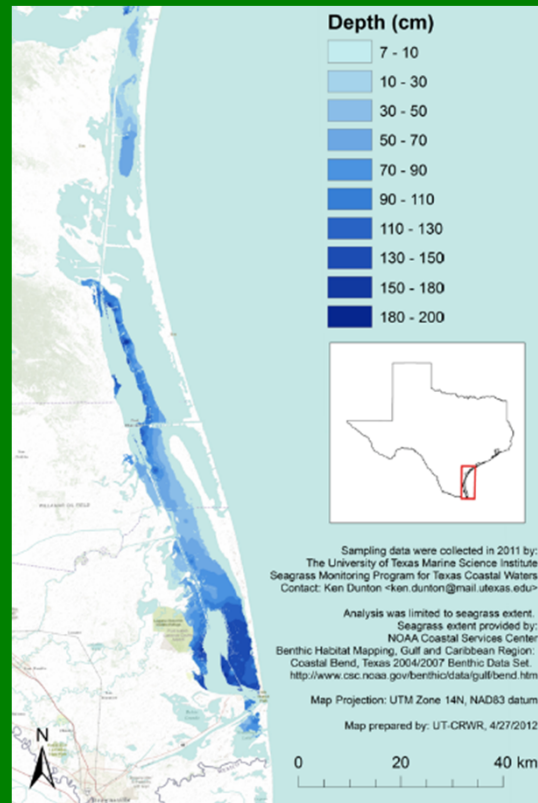 Depth (cm)
7 - 10
10 - 30
30 - 50
50 - 70
70 - 90
90 - 110
110 - 130
130 - 150
150 - 180
180 - 200
Sampling data were collected in 2011 by:
The University of Texas Marine Science Institute
Seagrass Monitoring Program for Texas Coastal Waters
Contact: Ken Dunton <ken.dunton@mail.utexas.edu>
Analysis was limited to seagrass extent.
Seagrass extent provided by:
NOAA Coastal Services Center
Benthic Habitat Mapping, Gulf and Caribbean Region:
Coastal Bend, Texas 2004/2007 Benthic Data Set.
http://www.csc.noaa.gov/benthic/data/gulf/bend.htm
Map Projection: UTM Zone 14N, NAD83 datum
Map prepared by: UT-CRWR, 4/27/2012
N
0 20 40 km